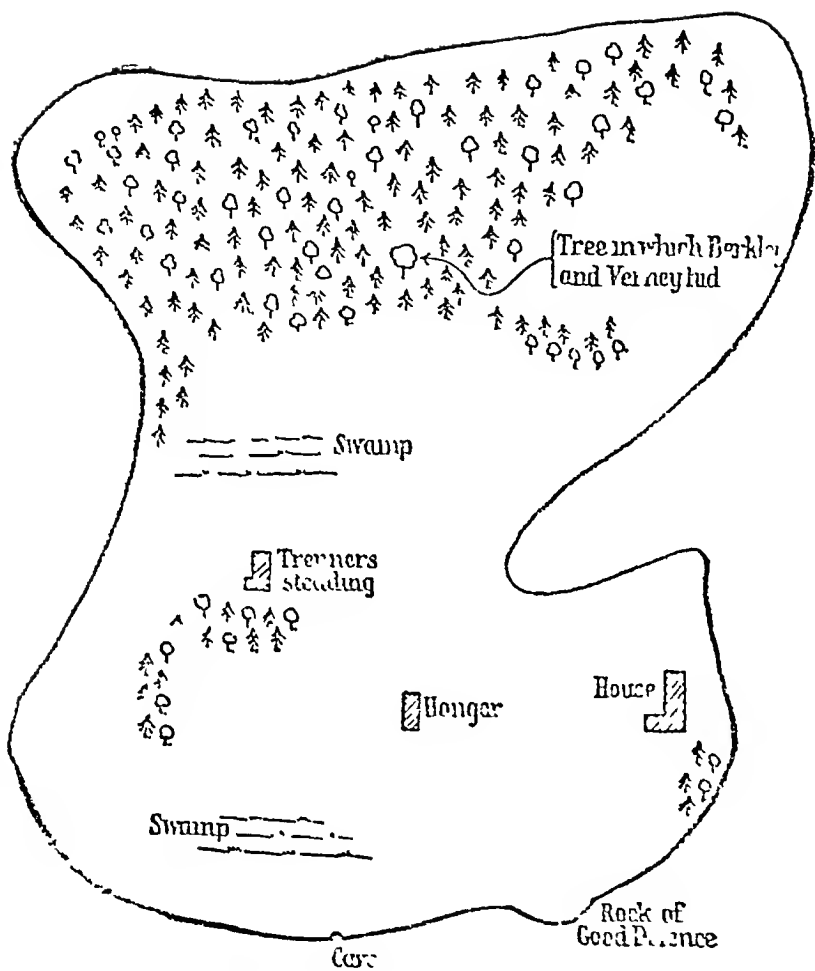 Tree in which
and Verney hid
Swamp
steading
House
Hangar
Swamp
Rock of
Good
Cave